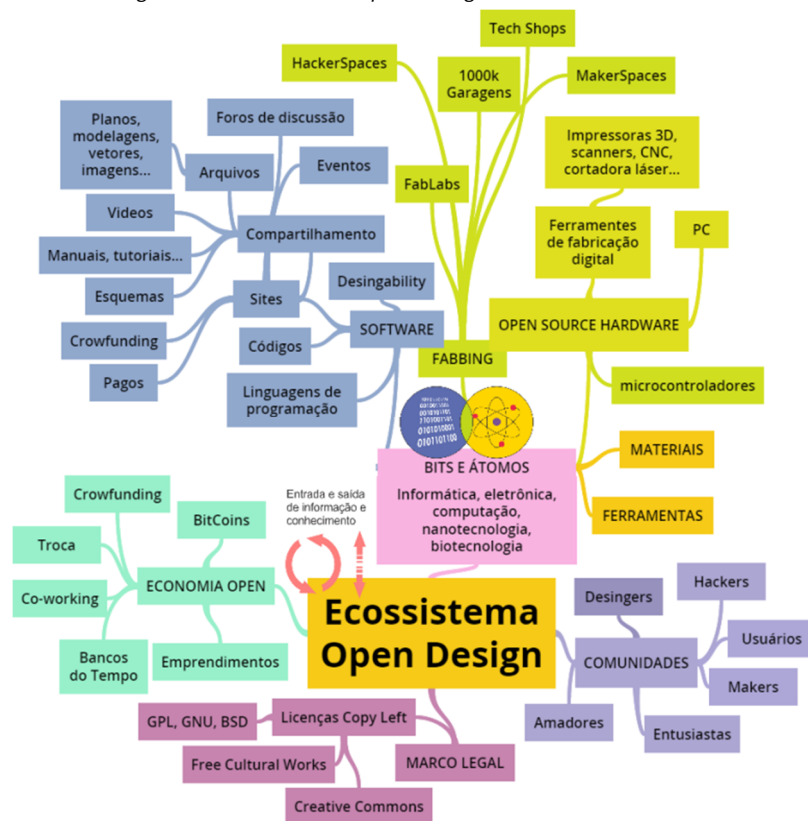 Tech Shops
HackerSpaces
1000k
Garagens
MakerSpaces
Planos,
modelagens,
vetores,
imagens...
Foros de discussão
Arquivos
Eventos
Impressoras 3D,
scanners, CNC,
cortadora láser...
FabLabs
Videos
Compartilhamento
Ferramentes
de fabricação
digital
PC
Manuais, tutoriais...
Desingability
Esquemas
Sites
SOFTWARE
OPEN SOURCE HARDWARE
Crowfunding
Códigos
FABBING
Pagos
Linguagens de
programação
microcontroladores
BITS E ÁTOMOS
Informática, eletrônica,
computação,
nanotecnologia,
biotecnologia
MATERIAIS
FERRAMENTAS
Entrada e saída
de informação e
conhecimento
Crowfunding
BitCoins
Troca
ECONOMIA OPEN
Co-working
Bancos
do Tempo
Emprendimentos
Ecossistema
Open Design
Desingers
Hackers
Usuários
COMUNIDADES
Makers
Amadores
Entusiastas
GPL, GNU, BSD
Licenças Copy Left
Free Cultural Works
MARCO LEGAL
Creative Commons